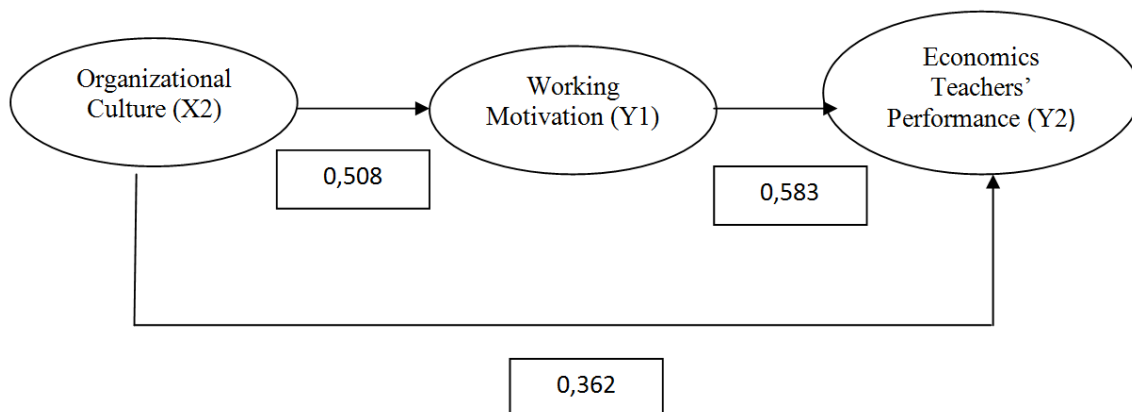 Organizational
Culture (X2)
Working
Motivation (Y1)
Economics
Teachers’
Performance (Y2)
0,508
0,583
0,362